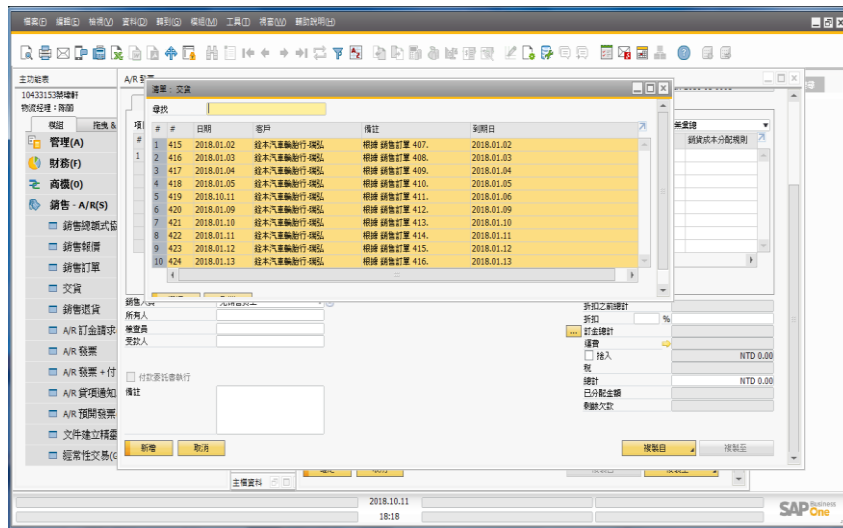 檔案(F) 編輯(E) 檢視(V) 資料(D) 轉到(G) 模組(M) 工具(T) 視窗(W) 輔助說明(H)
主功能表
10433153蔡瑋軒
物流經理：
模組 拖曳 &
管理(A)
財務(F)
商機(O)
銷售 - A/R(S)
銷售總額式協
銷售報價
銷售訂單
交貨
銷售退貨
A/R 訂金請求
A/R 發票
A/R 發票 + 付
A/R 貸項通知
A/R 預開發票
文件建立精靈
經常性交易(G
清單：交貨
尋找
# # 日期 客戶 備註 到期日
1 415 2018.01.02 銓本汽車輪胎行-瑞弘 根據 銷售訂單 407. 2018.01.02
2 416 2018.01.03 銓本汽車輪胎行-瑞弘 根據 銷售訂單 408. 2018.01.03
3 417 2018.01.04 銓本汽車輪胎行-瑞弘 根據 銷售訂單 409. 2018.01.04
4 418 2018.01.05 銓本汽車輪胎行-瑞弘 根據 銷售訂單 410. 2018.01.05
5 419 2018.10.11 銓本汽車輪胎行-瑞弘 根據 銷售訂單 411. 2018.01.06
6 420 2018.01.09 銓本汽車輪胎行-瑞弘 根據 銷售訂單 412. 2018.01.09
7 421 2018.01.10 銓本汽車輪胎行-瑞弘 根據 銷售訂單 413. 2018.01.10
8 422 2018.01.11 銓本汽車輪胎行-瑞弘 根據 銷售訂單 414. 2018.01.11
9 423 2018.01.12 銓本汽車輪胎行-瑞弘 根據 銷售訂單 415. 2018.01.12
10 424 2018.01.13 銓本汽車輪胎行-瑞弘 根據 銷售訂單 416. 2018.01.13
銷貨成本分配規則
所有人
檢查員
受款人
付款委託書執行
備註
新增 取消
折扣之前總計
折扣 %
訂金總計
運費
捨入 NTD 0.00
稅
總計 NTD 0.00
已分配金額
剩餘欠款
複製自 複製至
主檔資料
2018.10.11
18:18
SAP Business One